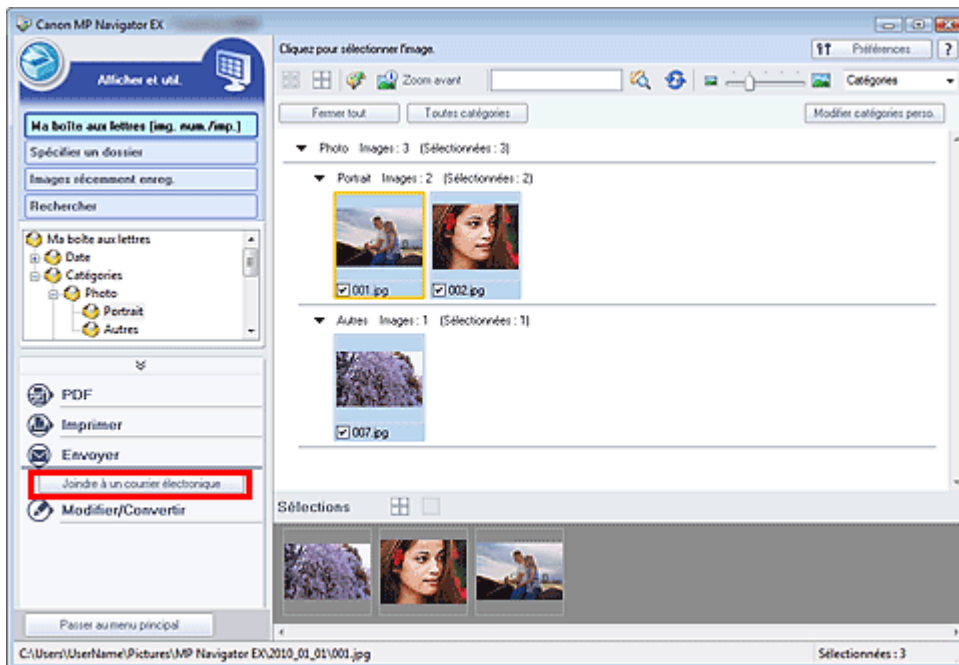 Canon MP Navigator EX
Afficher et util.
Ma boîte aux lettres [img. num./imp.]
Spécifier un dossier
Images récemment enreg.
Rechercher
Ma boîte aux lettres
Date
Catégories
Photo
Portrait
Autres
PDF
Imprimer
Envoyer
Joindre à un courrier électronique
Modifier/Convertir
Passer au menu principal
Cliquez pour sélectionner l'image.
Préférences
?
Zoom avant
Catégories
Fermer tout
Toutes catégories
Modifier catégories perso.
Photo Images : 3 (Sélectionnées : 3)
Portrait Images : 2 (Sélectionnées : 2)
001.jpg
002.jpg
Autres Images : 1 (Sélectionnées : 1)
007.jpg
Sélections
C:\Users\UserName\Pictures\MP Navigator EX\2010_01_01\001.jpg
Sélectionnées : 3